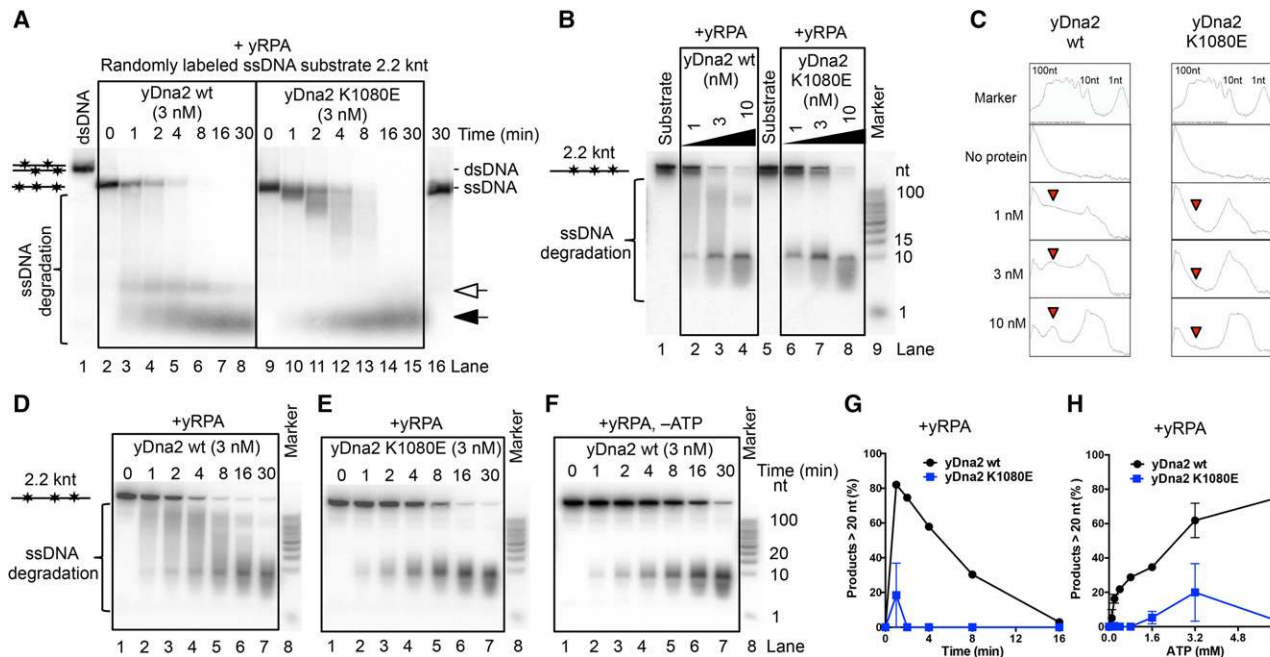 A
+ yRPA
Randomly labeled ssDNA substrate 2.2 knt
dsDNA
yDna2 wt
(3 nM)
yDna2 K1080E
(3 nM)
0 1 2 4 8 16 30
0 1 2 4 8 16 30
30 Time (min)
dsDNA
ssDNA
ssDNA
degradation
1 2 3 4 5 6 7 8 9 10 11 12 13 14 15 16 Lane
B
+yRPA
+yRPA
Substrate
yDna2 wt
(nM)
1 3 10
Substrate
yDna2
K1080E
(nM)
1 3 10
Marker
2.2 knt
nt
100
15
10
1
ssDNA
degradation
1 2 3 4 5 6 7 8 9 Lane
C
yDna2
wt
yDna2
K1080E
Marker
100nt 10nt 1nt
100nt 10nt 1nt
No protein
1 nM
3 nM
10 nM
D
+yRPA
yDna2 wt (3 nM)
0 1 2 4 8 16 30
Marker
2.2 knt
ssDNA
degradation
1 2 3 4 5 6 7 8
E
+yRPA
yDna2 K1080E (3 nM)
0 1 2 4 8 16 30
Marker
1 2 3 4 5 6 7 8
F
+yRPA, –ATP
yDna2 wt (3 nM)
0 1 2 4 8 16 30
Marker
Time (min)
nt
100
20
10
1
1 2 3 4 5 6 7 8 Lane
G
+yRPA
yDna2 wt
yDna2 K1080E
Products > 20 nt (%)
100
80
60
40
20
0
0 4 8 12 16
Time (min)
H
+yRPA
yDna2 wt
yDna2 K1080E
Products > 20 nt (%)
100
80
60
40
20
0
0.0 1.6 3.2 4.8
ATP (mM)